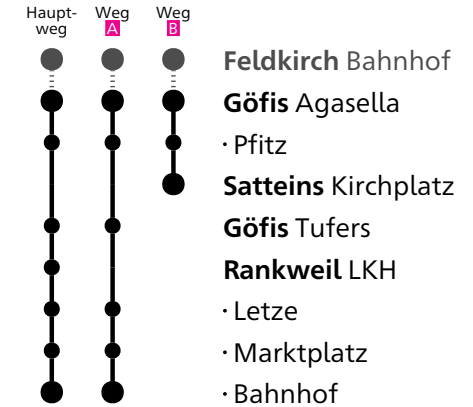 Haupt- Weg Weg
weg A B
Feldkirch Bahnhof
Göfis Agasella
· Pfitz
Satteins Kirchplatz
Göfis Tufers
Rankweil LKH
· Letze
· Marktplatz
· Bahnhof